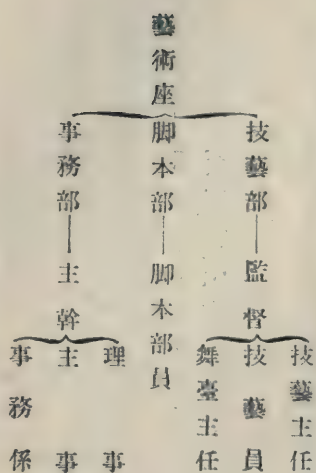 藝術座
技藝部――監督
技藝主任
技藝員
舞臺主任
脚本部――脚本部員
事務部――主幹
理事
主事
事務係